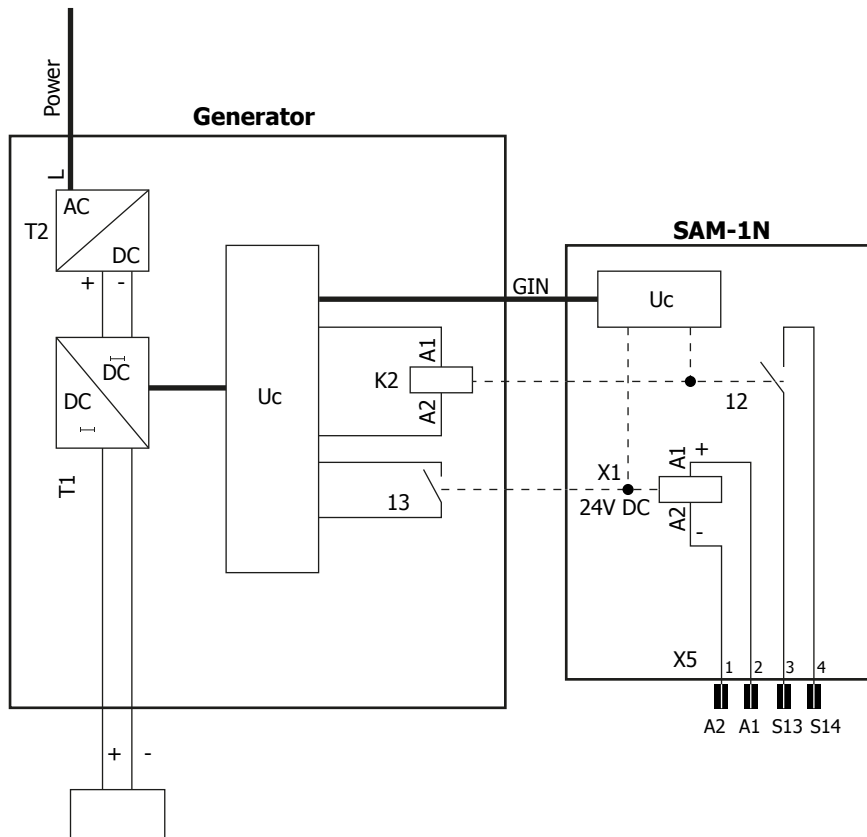 Power
Generator
L
AC
T2
DC
SAM-1N
+ -
GIN
Uc
DC
DC
Uc
A1
K2
A2
12
T1
13
X1
24V DC
A1
+
A2
-
X5
1 2 3 4
A2 A1 S13 S14
+ -